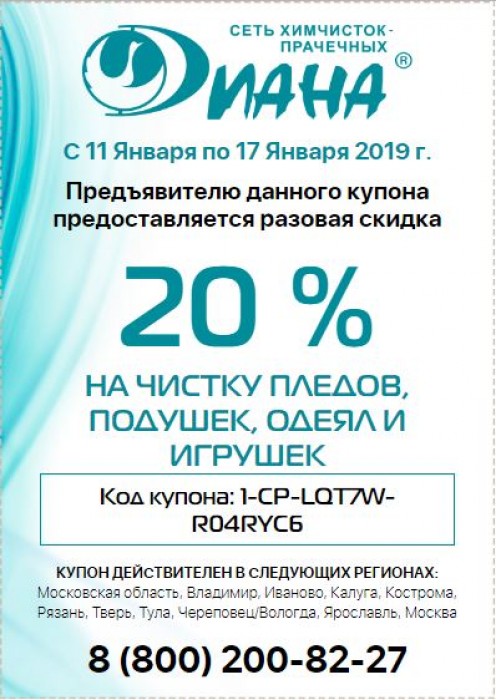 СЕТЬ ХИМЧИСТОК-
ПРАЧЕЧНЫХ
ДИАНА®
С 11 Января по 17 Января 2019 г.
Предъявителю данного купона
предоставляется разовая скидка
20 %
НА ЧИСТКУ ПЛЕДОВ,
ПОДУШЕК, ОДЕЯЛ И
ИГРУШЕК
Код купона: 1-CP-LQT7W-
R04RYC6
КУПОН ДЕЙСТВИТЕЛЕН В СЛЕДУЮЩИХ РЕГИОНАХ:
Московская область, Владимир, Иваново, Калуга, Кострома,
Рязань, Тверь, Тула, Череповец/Вологда, Ярославль, Москва
8 (800) 200-82-27